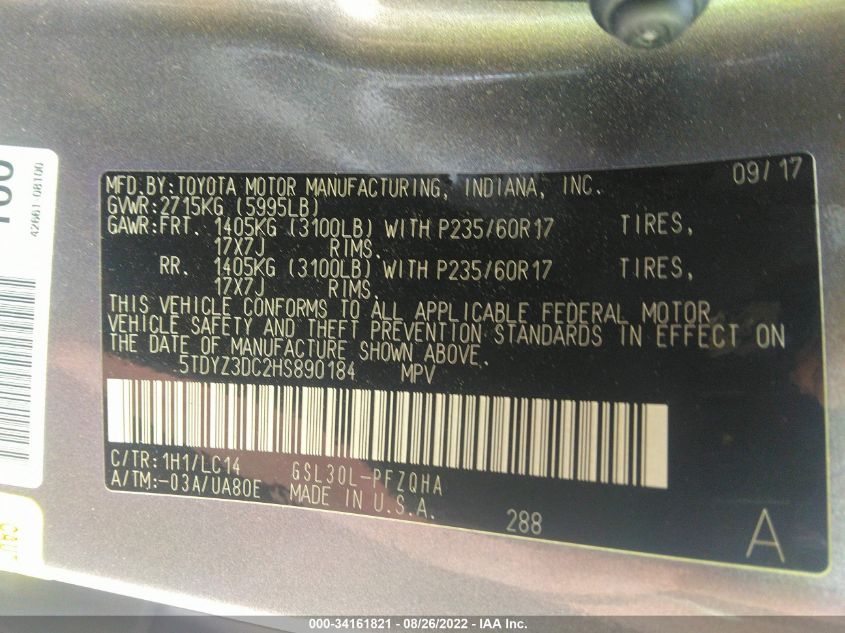 09/17
MFD.BY:TOYOTA MOTOR MANUFACTURING, INDIANA, INC.
GVWR:2715KG (5995LB)
GAWR:FRT. 1405KG (3100LB) WITH P235/60R17 TIRES,
17X7J RIMS.
RR. 1405KG (3100LB) WITH P235/60R17 TIRES,
17X7J RIMS.
THIS VEHICLE CONFORMS TO ALL APPLICABLE FEDERAL MOTOR
VEHICLE SAFETY AND THEFT PREVENTION STANDARDS IN EFFECT ON
THE DATE OF MANUFACTURE SHOWN ABOVE.
5TDYZ3DC2HS890184 MPV
C/TR:1H1/LC14 GSL30L-PFZQHA
A/TM:-03A/UA80E MADE IN U.S.A.
288
A
42661-08100
000-34161821 - 08/26/2022 - IAA Inc.